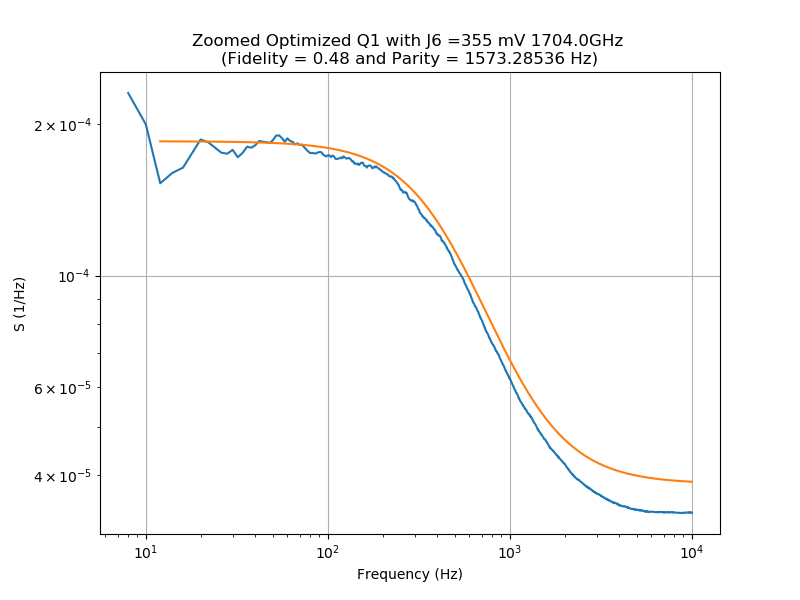 Zoomed Optimized Q1 with J6 =355 mV 1704.0GHz
(Fidelity = 0.48 and Parity = 1573.28536 Hz)
2 × 10⁻⁴
10⁻⁴
6 × 10⁻⁵
4 × 10⁻⁵
S (1/Hz)
10¹ 10² 10³ 10⁴
Frequency (Hz)